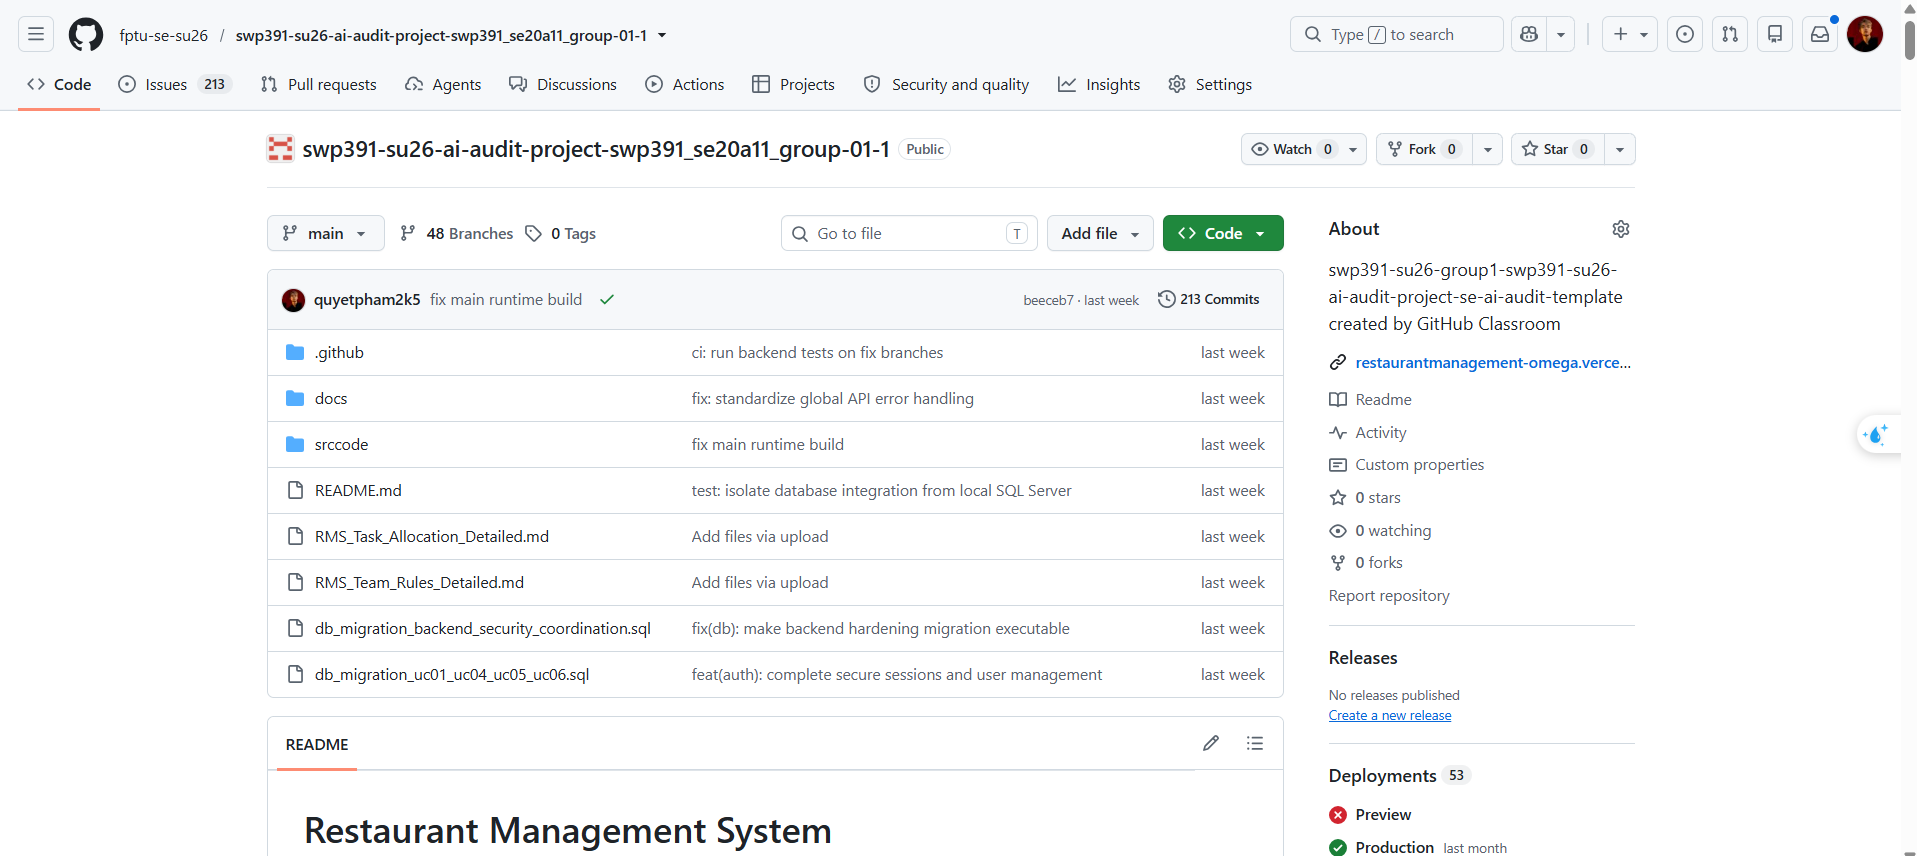 fptu-se-su26 / swp391-su26-ai-audit-project-swp391_se20a11_group-01-1
Type / to search
Code
Issues 213
Pull requests
Agents
Discussions
Actions
Projects
Security and quality
Insights
Settings
swp391-su26-ai-audit-project-swp391_se20a11_group-01-1 Public
Watch 0
Fork 0
Star 0
main
48 Branches
0 Tags
Go to file T
Add file
Code
quyetpham2k5 fix main runtime build
beeceb7 · last week
213 Commits
.github ci: run backend tests on fix branches last week
docs fix: standardize global API error handling last week
srccode fix main runtime build last week
README.md test: isolate database integration from local SQL Server last week
RMS_Task_Allocation_Detailed.md Add files via upload last week
RMS_Team_Rules_Detailed.md Add files via upload last week
db_migration_backend_security_coordination.sql fix(db): make backend hardening migration executable last week
db_migration_uc01_uc04_uc05_uc06.sql feat(auth): complete secure sessions and user management last week
README
Restaurant Management System
About
swp391-su26-group1-swp391-su26-
ai-audit-project-se-ai-audit-template
created by GitHub Classroom
restaurantmanagement-omega.verce...
Readme
Activity
Custom properties
0 stars
0 watching
0 forks
Report repository
Releases
No releases published
Create a new release
Deployments 53
Preview
Production last month